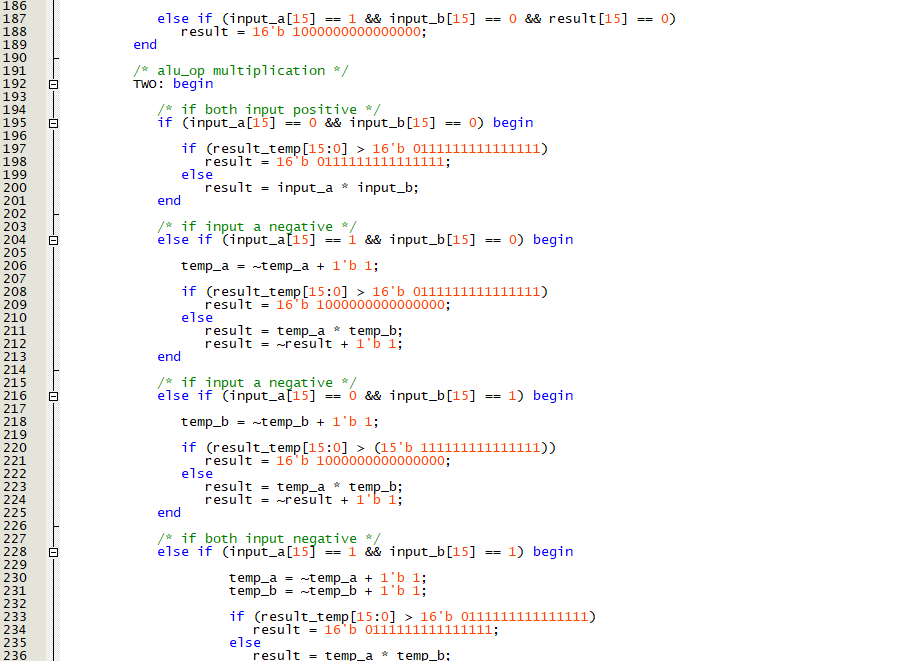 186
187 else if (input_a[15] == 1 && input_b[15] == 0 && result[15] == 0)
188 result = 16'b 1000000000000000;
189 end
190
191 /* alu_op multiplication */
192 TWO: begin
193
194 /* if both input positive */
195 if (input_a[15] == 0 && input_b[15] == 0) begin
196
197 if (result_temp[15:0] > 16'b 0111111111111111)
198 result = 16'b 0111111111111111;
199 else
200 result = input_a * input_b;
201 end
202
203 /* if input a negative */
204 else if (input_a[15] == 1 && input_b[15] == 0) begin
205
206 temp_a = ~temp_a + 1'b 1;
207
208 if (result_temp[15:0] > 16'b 0111111111111111)
209 result = 16'b 1000000000000000;
210 else
211 result = temp_a * temp_b;
212 result = ~result + 1'b 1;
213 end
214
215 /* if input a negative */
216 else if (input_a[15] == 0 && input_b[15] == 1) begin
217
218 temp_b = ~temp_b + 1'b 1;
219
220 if (result_temp[15:0] > (15'b 111111111111111))
221 result = 16'b 1000000000000000;
222 else
223 result = temp_a * temp_b;
224 result = ~result + 1'b 1;
225 end
226
227 /* if both input negative */
228 else if (input_a[15] == 1 && input_b[15] == 1) begin
229
230 temp_a = ~temp_a + 1'b 1;
231 temp_b = ~temp_b + 1'b 1;
232
233 if (result_temp[15:0] > 16'b 0111111111111111)
234 result = 16'b 0111111111111111;
235 else
236 result = temp_a * temp_b;